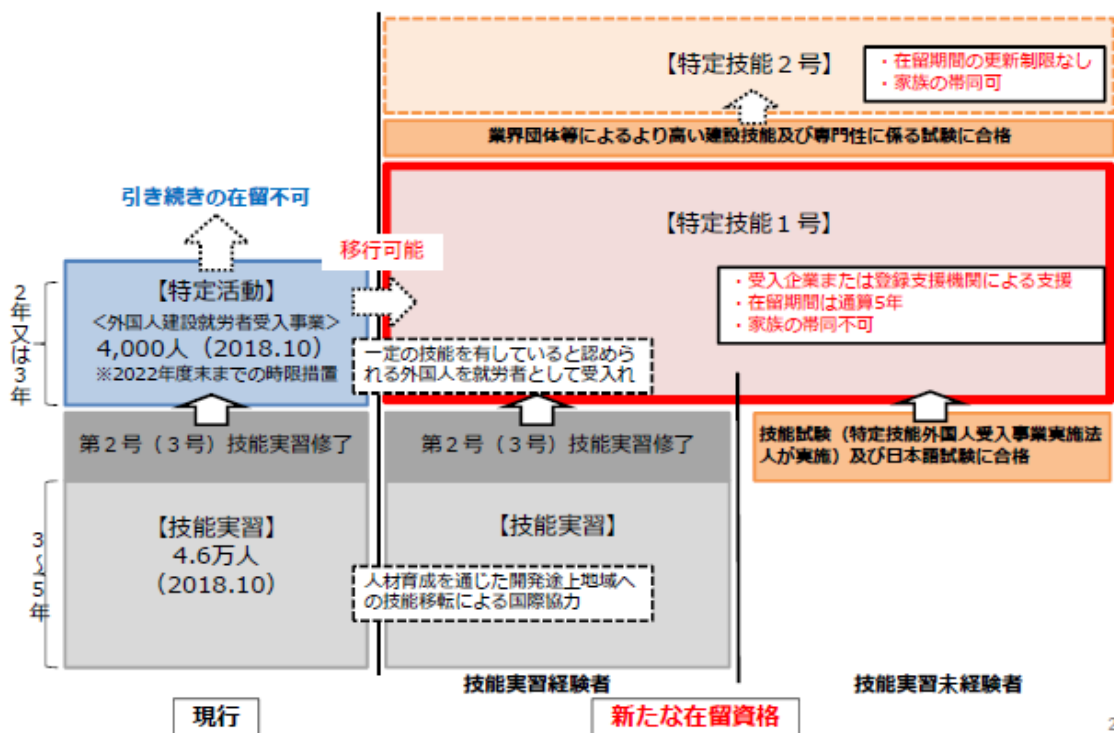 【特定技能２号】
・在留期間の更新制限なし
・家族の帯同可
業界団体等によるより高い建設技能及び専門性に係る試験に合格
引き続きの在留不可
移行可能
【特定技能１号】
・受入企業または登録支援機関による支援
・在留期間は通算5年
・家族の帯同不可
２年又は３年
【特定活動】
＜外国人建設就労者受入事業＞
4,000人（2018.10）
※2022年度末までの時限措置
一定の技能を有していると認めら
れる外国人を就労者として受入れ
第２号（３号）技能実習修了
第２号（３号）技能実習修了
技能試験（特定技能外国人受入事業実施法
人が実施）及び日本語試験に合格
３～５年
【技能実習】
4.6万人
（2018.10）
【技能実習】
人材育成を通じた開発途上地域へ
の技能移転による国際協力
技能実習経験者
技能実習未経験者
現行
新たな在留資格
2